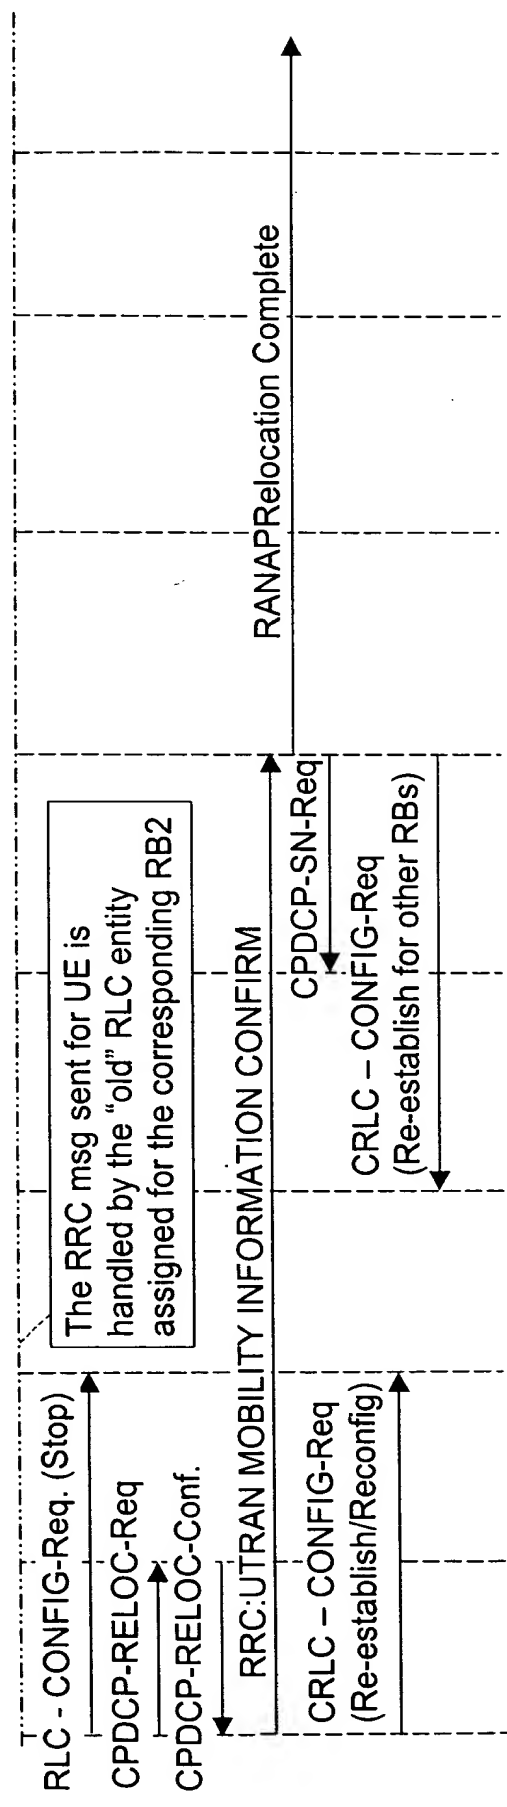 RLC - CONFIG-Req. (Stop)
The RRC msg sent for UE is
handled by the "old" RLC entity
assigned for the corresponding RB2
CPDCP-RELOC-Req
CPDCP-RELOC-Conf.
RRC:UTRAN MOBILITY INFORMATION CONFIRM
RANAPRelocation Complete
CPDCP-SN-Req
CRLC – CONFIG-Req
(Re-establish/Reconfig)
CRLC – CONFIG-Req
(Re-establish for other RBs)